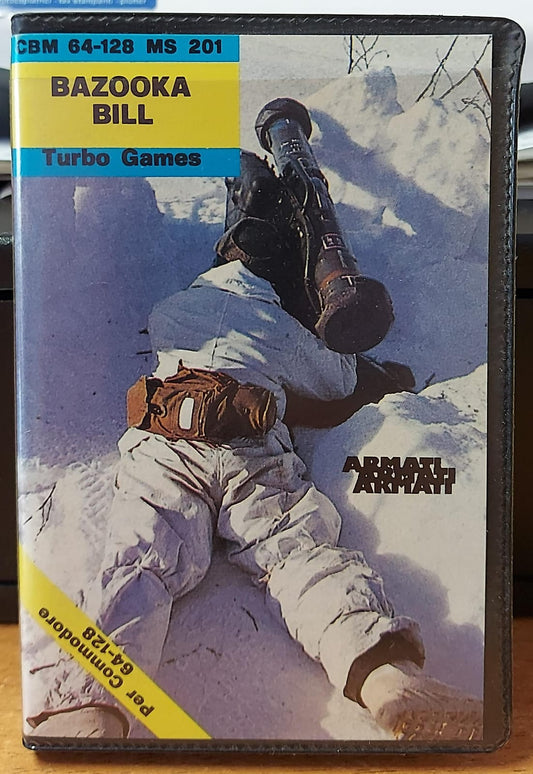 CBM 64-128 MS 201
BAZOOKA
BILL
Turbo Games
ARMATI
ARMATI
ARMATI
per Commodore
64-128